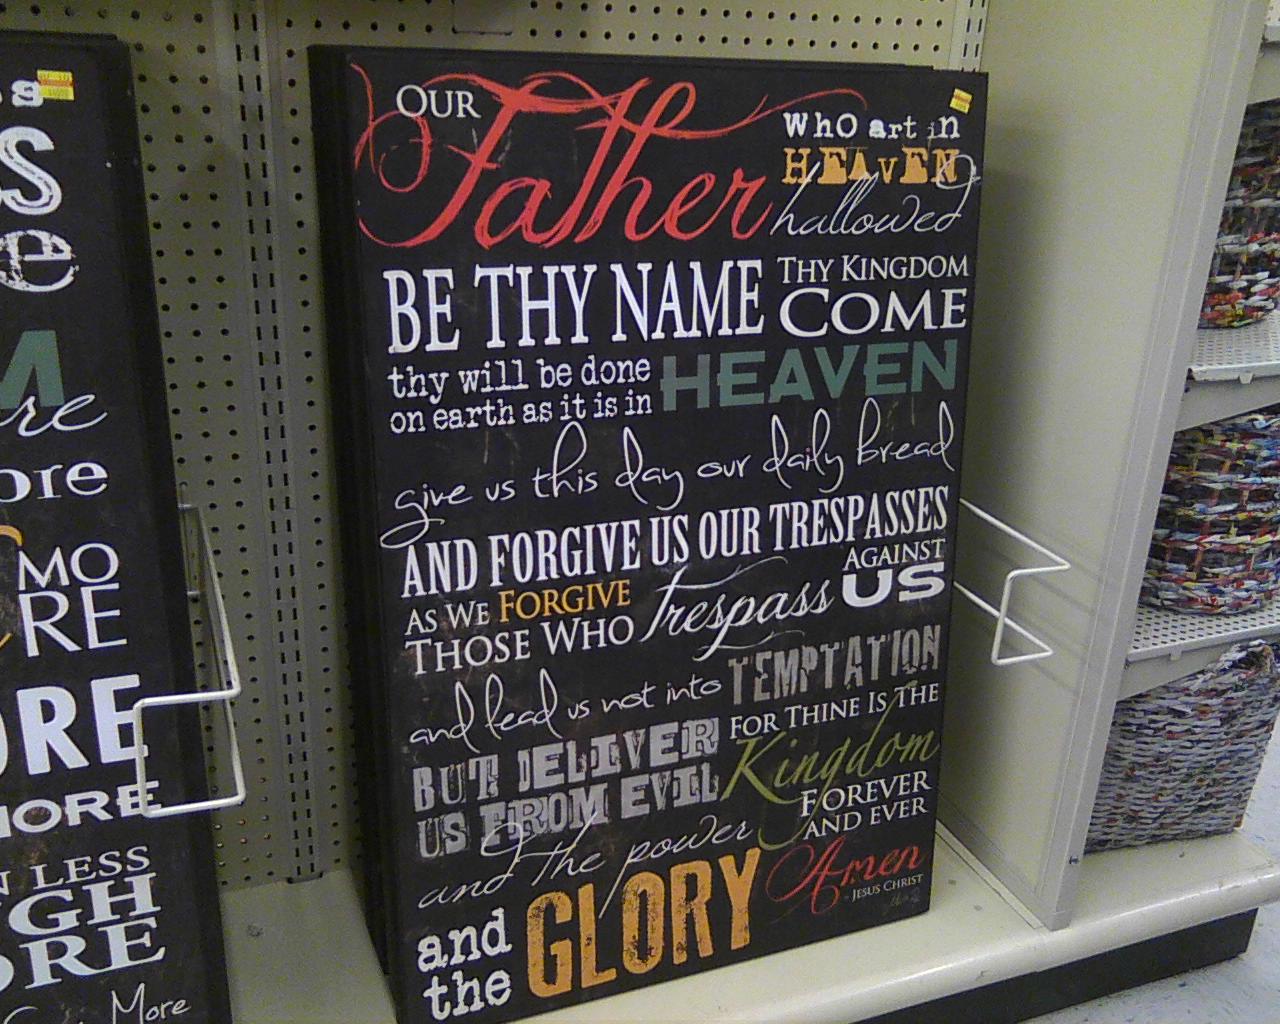 s
S
e
M
re
ore
MO
RE
ORE
MORE
N LESS
GH
ORE
More
OUR Father WhO art in
HEAVEN
hallowed
BE THY NAME THY KINGDOM
COME
thy will be done
on earth as it is in HEAVEN
give us this day our daily bread
AND FORGIVE US OUR TRESPASSES
AS WE FORGIVE
THOSE WHO Trespass AGAINST
US
and lead us not into TEMPTATION
BUT DELIVER
US FROM EVIL
FOR THINE IS THE
Kingdom
and the power
and
the GLORY
FOREVER
AND EVER
Amen
- JESUS CHRIST